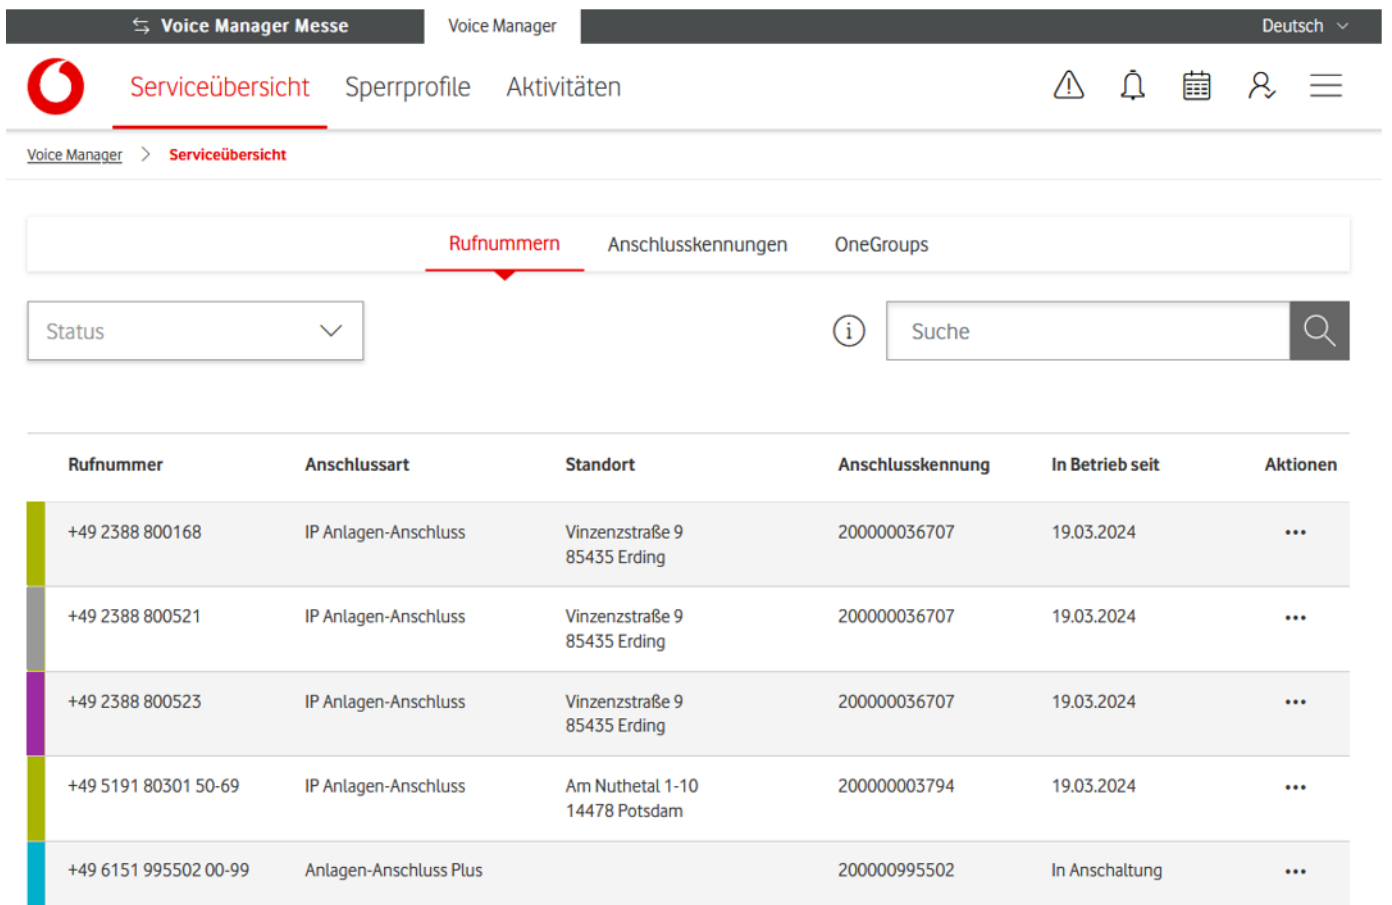 Voice Manager Messe
Voice Manager
Deutsch
Serviceübersicht
Sperrprofile
Aktivitäten
Voice Manager > Serviceübersicht
Rufnummern
Anschlusskennungen
OneGroups
Status
Suche
Rufnummer Anschlussart Standort Anschlusskennung In Betrieb seit Aktionen
+49 2388 800168 IP Anlagen-Anschluss Vinzenzstraße 9 200000036707 19.03.2024
85435 Erding
+49 2388 800521 IP Anlagen-Anschluss Vinzenzstraße 9 200000036707 19.03.2024
85435 Erding
+49 2388 800523 IP Anlagen-Anschluss Vinzenzstraße 9 200000036707 19.03.2024
85435 Erding
+49 5191 80301 50-69 IP Anlagen-Anschluss Am Nuthetal 1-10 200000003794 19.03.2024
14478 Potsdam
+49 6151 995502 00-99 Anlagen-Anschluss Plus 200000995502 In Anschaltung